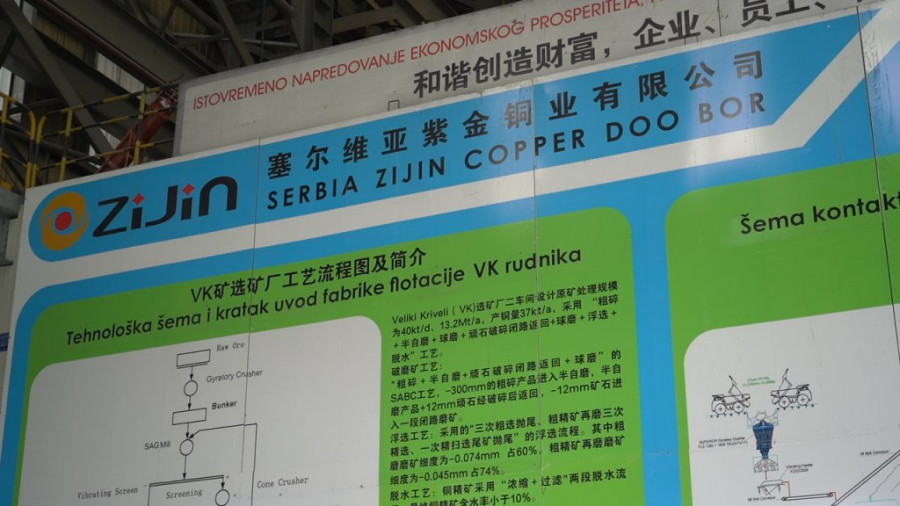 ISTOVREMENO NAPREDOVANJE EKONOMSKOG PROSPERITETA,
和谐创造财富，企业、员工、
ZiJin
塞尔维亚紫金铜业有限公司
SERBIA ZIJIN COPPER DOO BOR
VK矿选矿厂工艺流程图及简介
Tehnološka šema i kratak uvod fabrike flotacije VK rudnika
Veliki Kriveli（VK)选矿厂二车间设计原矿处理规模
为40kt/d、13.2Mt/a，产铜量37kt/a，采用“粗碎
+半自磨+球磨+顽石破碎闭路返回+球磨+浮选+
脱水”工艺。
破磨矿工艺：
“粗碎+半自磨+顽石破碎闭路返回+球磨”的
SABC工艺，-300mm的粗碎产品进入半自磨，半自
磨产品+12mm顽石经破碎后返回，-12mm矿石进
入一段闭路磨矿。
浮选工艺：采用的“三次粗选抛尾、粗精矿再磨三次
精选、一次精扫选尾矿抛尾”的浮选流程。其中粗
磨磨矿细度为-0.074mm 占60%，粗精矿再磨磨矿
细度为-0.045mm 占74%。
脱水工艺：铜精矿采用“浓缩+过滤”两段脱水流
最终铜精矿含水率小于10%。
Raw Ore
Gyratory Crusher
Bunker
SAG Mill
Vibrating Screen
Screening
Cone Crusher
Šema kontakt